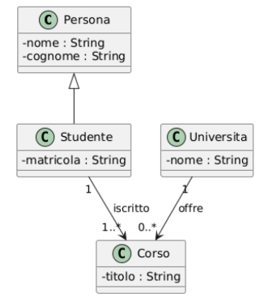 C Persona
-nome : String
-cognome : String
C Studente
-matricola : String
C Universita
-nome : String
1
1
iscritto
offre
1..*
0..*
C Corso
-titolo : String